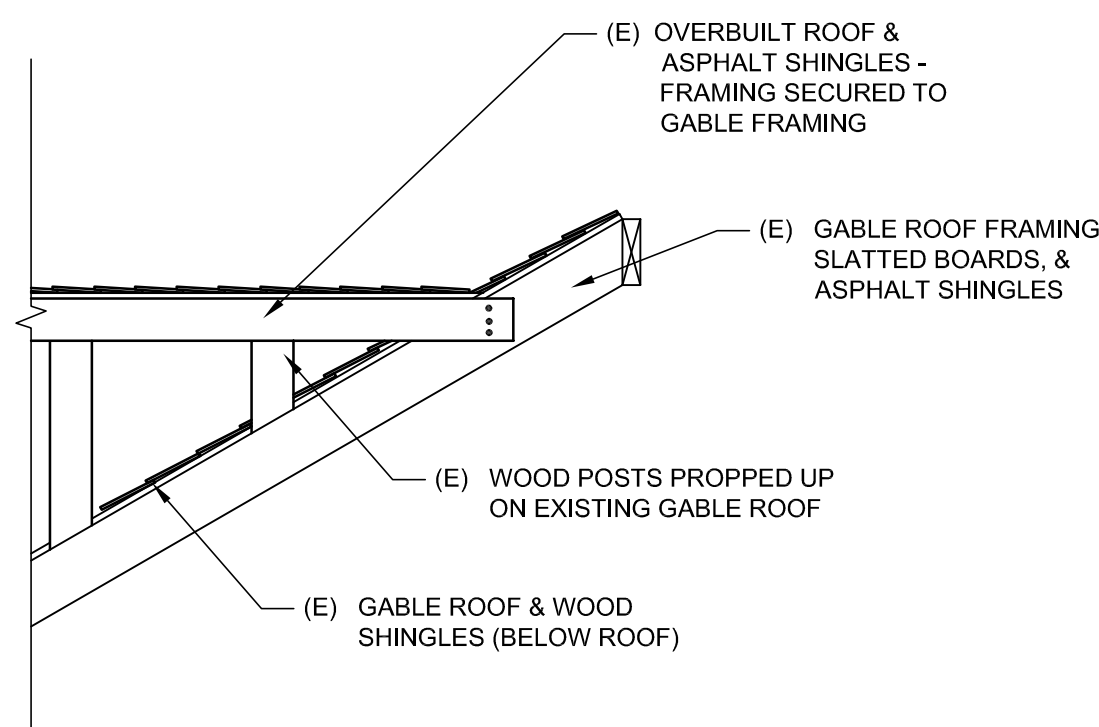 (E) OVERBUILT ROOF &
ASPHALT SHINGLES -
FRAMING SECURED TO
GABLE FRAMING
(E) GABLE ROOF FRAMING
SLATTED BOARDS, &
ASPHALT SHINGLES
(E) WOOD POSTS PROPPED UP
ON EXISTING GABLE ROOF
(E) GABLE ROOF & WOOD
SHINGLES (BELOW ROOF)